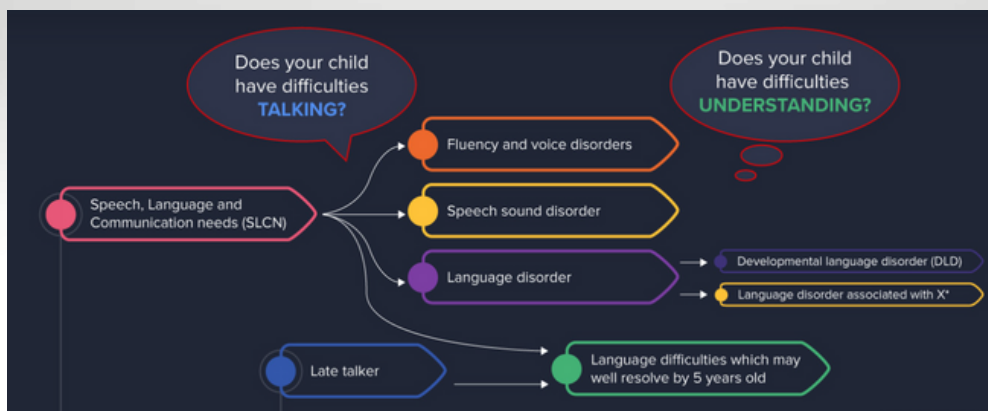 Does your child
have difficulties
TALKING?
Does your child
have difficulties
UNDERSTANDING?
Fluency and voice disorders
Speech, Language and
Communication needs (SLCN)
Speech sound disorder
Language disorder
Developmental language disorder (DLD)
Language disorder associated with X*
Late talker
Language difficulties which may
well resolve by 5 years old